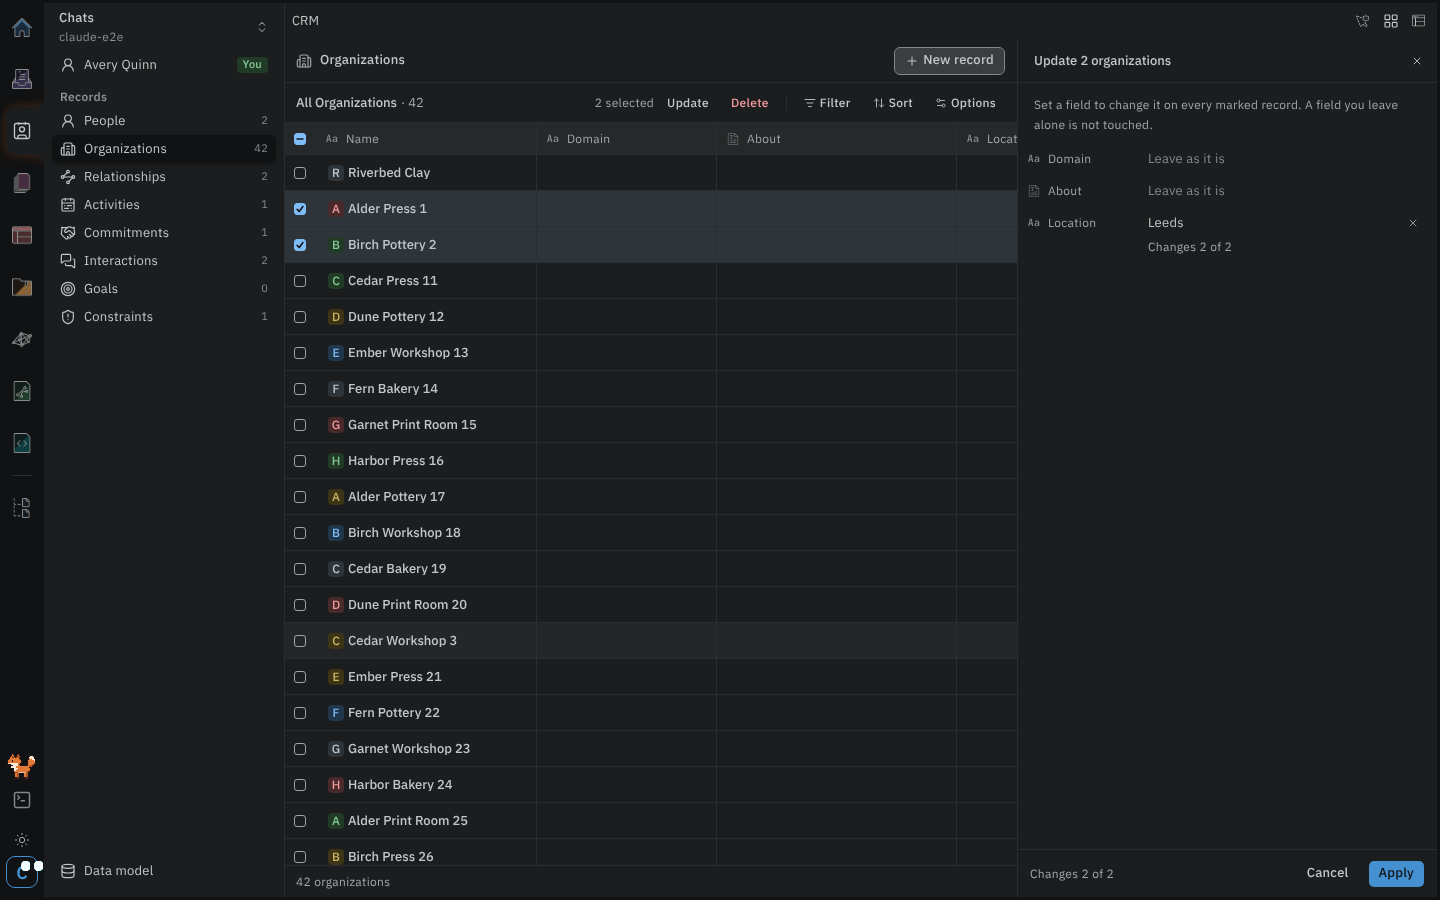 Chats
claude-e2e
Avery Quinn You
Records
People 2
Organizations 42
Relationships 2
Activities 1
Commitments 1
Interactions 2
Goals 0
Constraints 1
Data model
C
CRM
Organizations
New record
All Organizations · 42
2 selected Update Delete Filter Sort Options
Aa Name Aa Domain About Aa Locat
R Riverbed Clay
A Alder Press 1
B Birch Pottery 2
C Cedar Press 11
D Dune Pottery 12
E Ember Workshop 13
F Fern Bakery 14
G Garnet Print Room 15
H Harbor Press 16
A Alder Pottery 17
B Birch Workshop 18
C Cedar Bakery 19
D Dune Print Room 20
C Cedar Workshop 3
E Ember Press 21
F Fern Pottery 22
G Garnet Workshop 23
H Harbor Bakery 24
A Alder Print Room 25
B Birch Press 26
42 organizations
Update 2 organizations
Set a field to change it on every marked record. A field you leave
alone is not touched.
Aa Domain Leave as it is
About Leave as it is
Aa Location Leeds
Changes 2 of 2
Changes 2 of 2 Cancel Apply